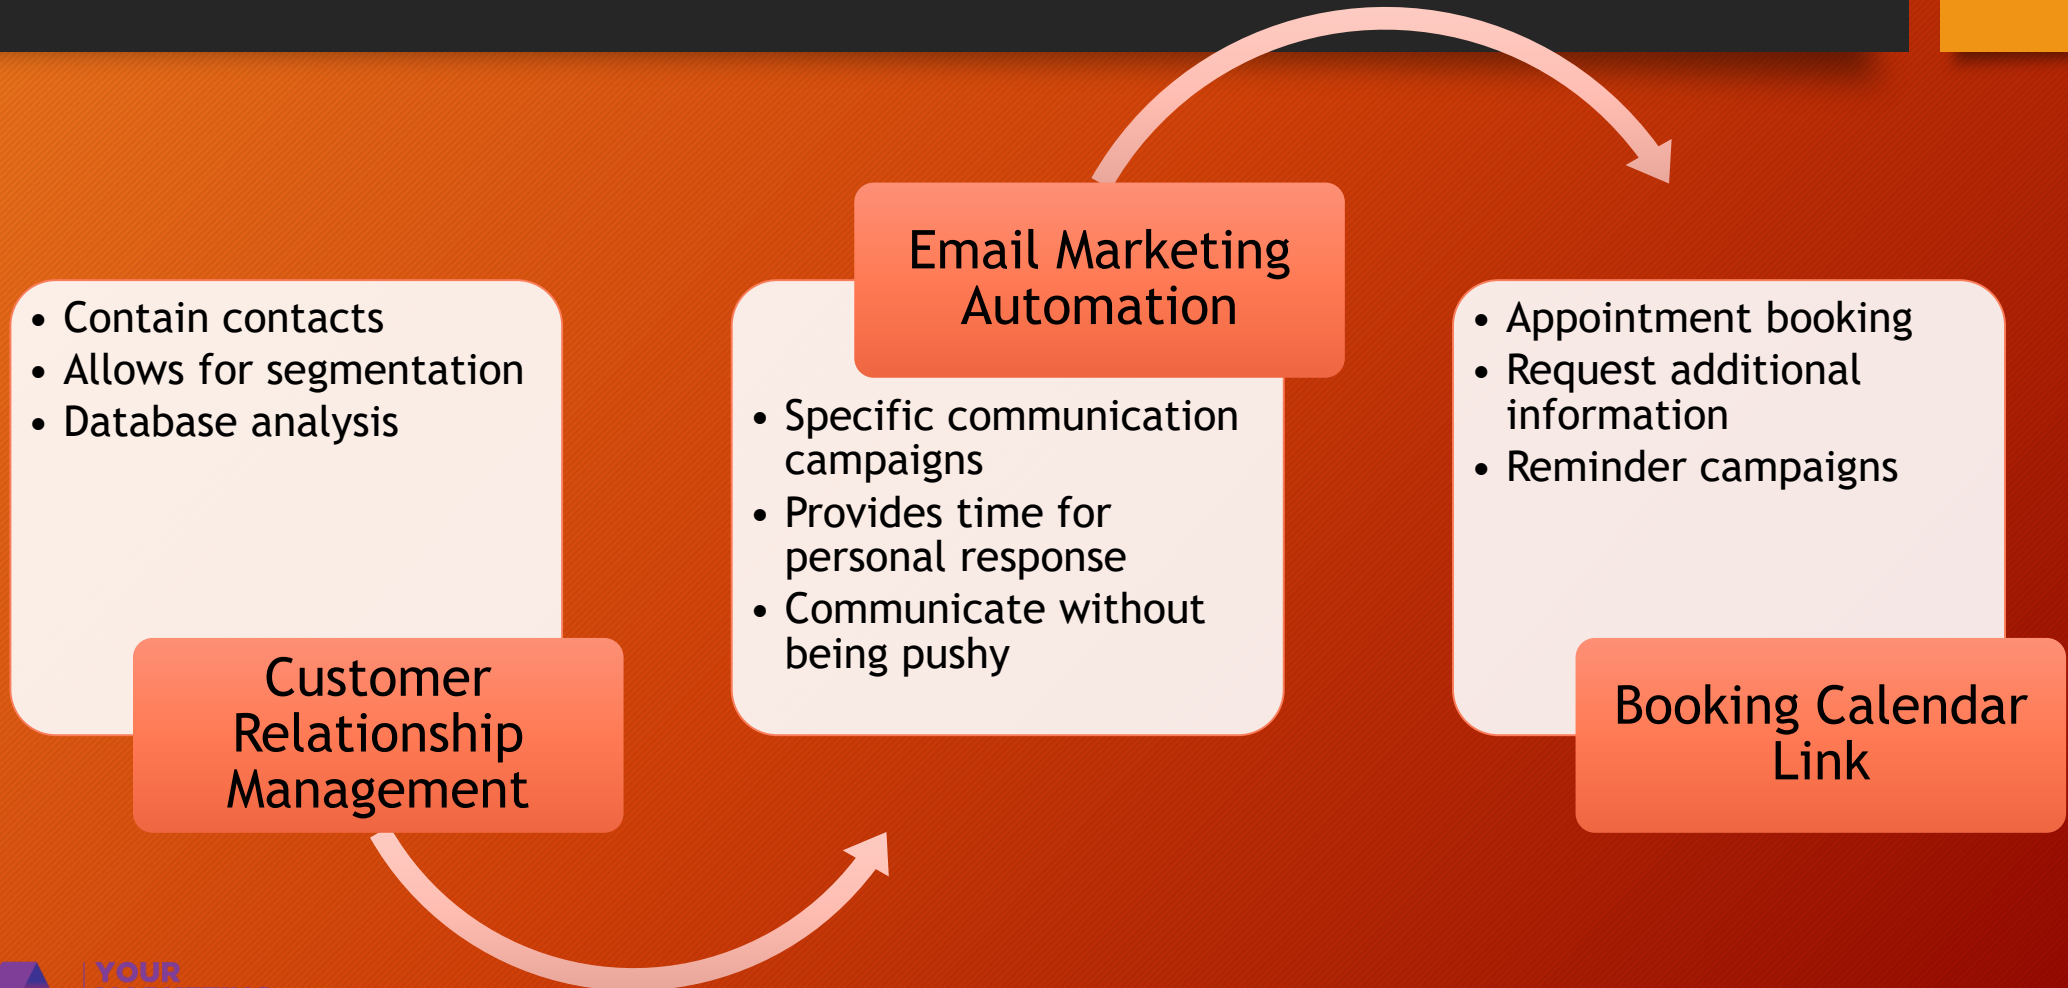 • Contain contacts
• Allows for segmentation
• Database analysis
Customer
Relationship
Management
Email Marketing
Automation
• Specific communication
campaigns
• Provides time for
personal response
• Communicate without
being pushy
• Appointment booking
• Request additional
information
• Reminder campaigns
Booking Calendar
Link
YOUR